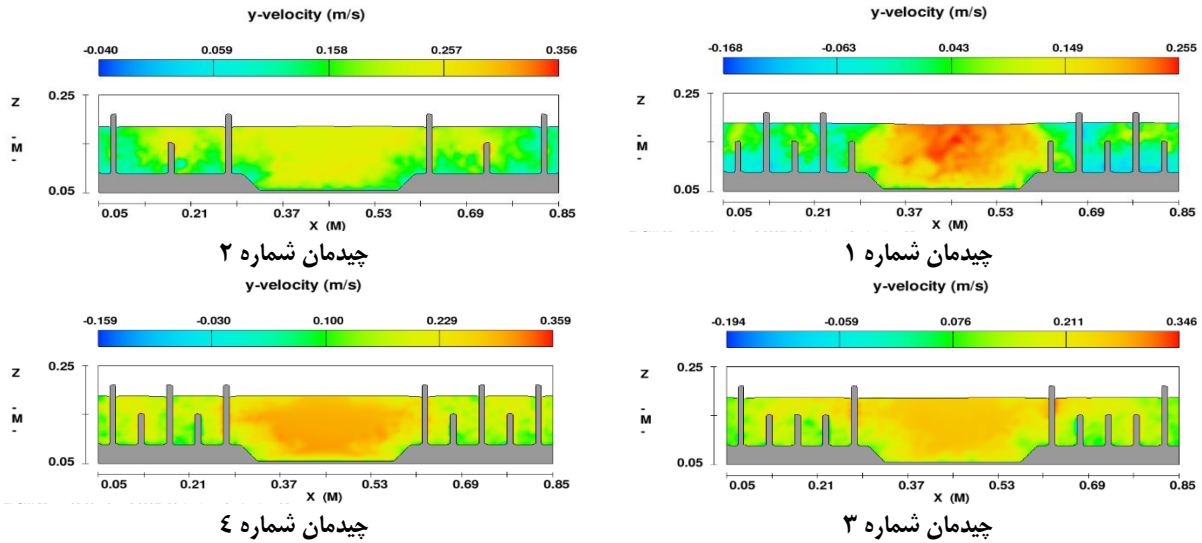 y-velocity (m/s)
-0.040 0.059 0.158 0.257 0.356
Z
-M-
0.25
0.05
0.05 0.21 0.37 0.53 0.69 0.85
X (M)
چیدمان شماره ۲
y-velocity (m/s)
-0.168 -0.063 0.043 0.149 0.255
Z
-M-
0.25
0.05
0.05 0.21 0.37 0.53 0.69 0.85
X (M)
چیدمان شماره ۱
y-velocity (m/s)
-0.159 -0.030 0.100 0.229 0.359
Z
-M-
0.25
0.05
0.05 0.21 0.37 0.53 0.69 0.85
X (M)
چیدمان شماره ٤
y-velocity (m/s)
-0.194 -0.059 0.076 0.211 0.346
Z
-M-
0.25
0.05
0.05 0.21 0.37 0.53 0.69 0.85
X (M)
چیدمان شماره ۳